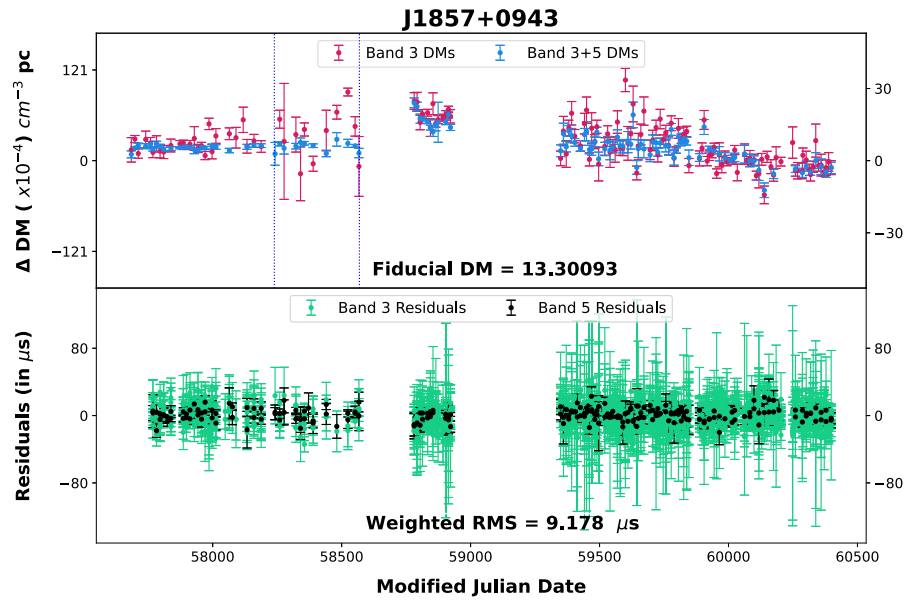 J1857+0943
Band 3 DMs
Band 3+5 DMs
121
0
−121
30
0
−30
Δ DM ( x10⁻⁴) cm⁻³ pc
Fiducial DM = 13.30093
Band 3 Residuals
Band 5 Residuals
80
0
−80
80
0
−80
Residuals (in μs)
Weighted RMS = 9.178 μs
58000
58500
59000
59500
60000
60500
Modified Julian Date